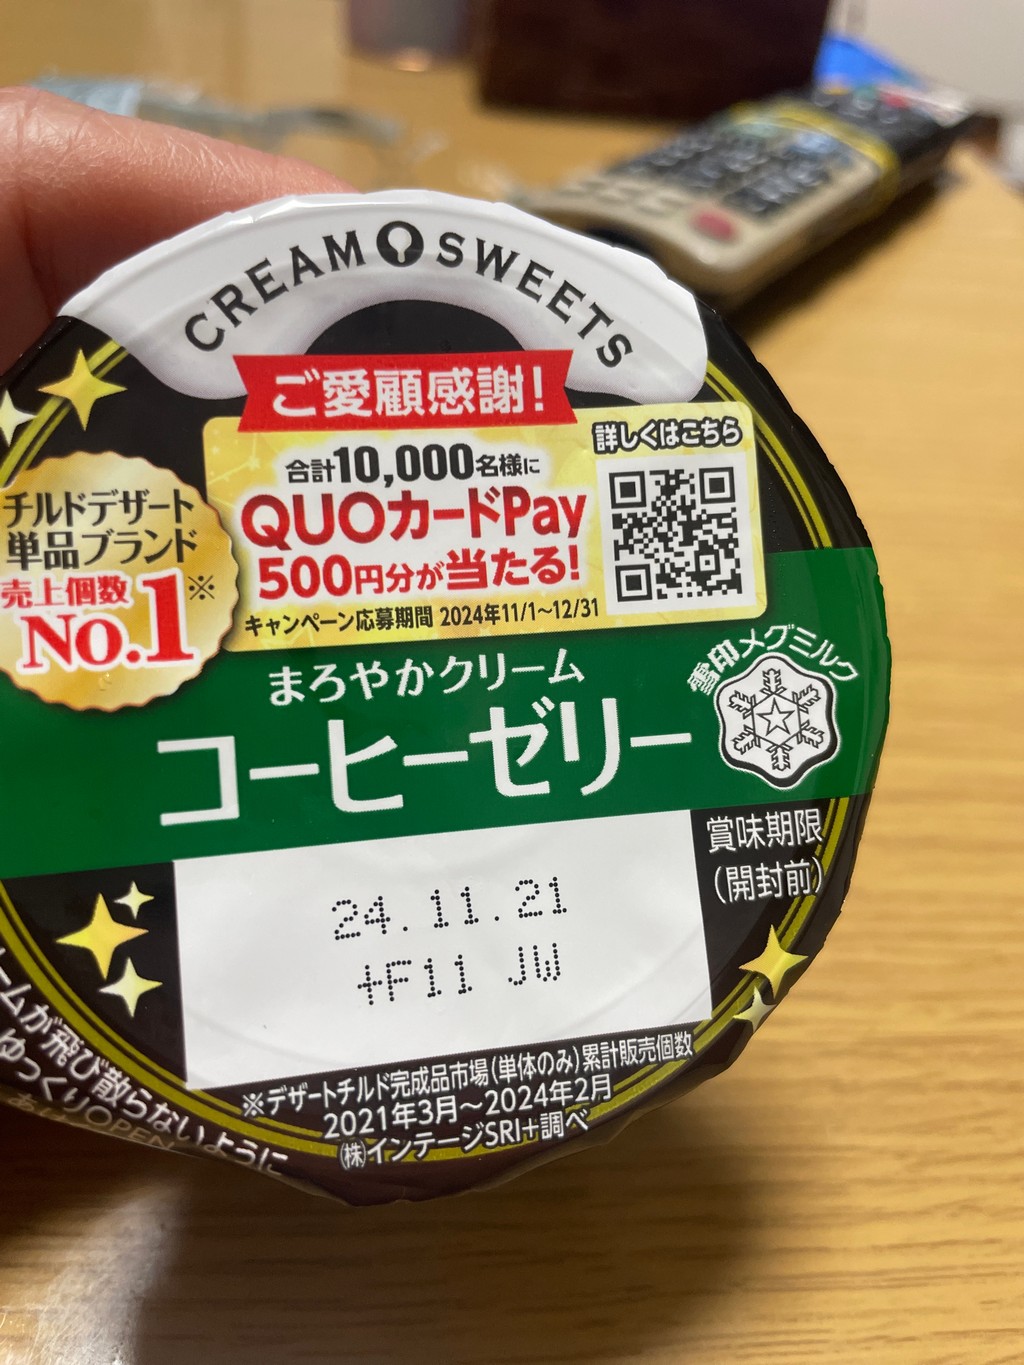 CREAM SWEETS
ご愛顧感謝!
合計10,000名様に
QUOカードPay
500円分が当たる!
キャンペーン応募期間 2024年11/1～12/31
詳しくはこちら
チルドデザート
単品ブランド
売上個数
No.1※
まろやかクリーム
コーヒーゼリー
雪印メグミルク
賞味期限
(開封前)
24.11.21
+F11 JW
※デザートチルド完成品市場(単体のみ)累計販売個数
2021年3月～2024年2月
㈱インテージSRI+調べ
ームが飛び散らないように
ゆっくりOPEN